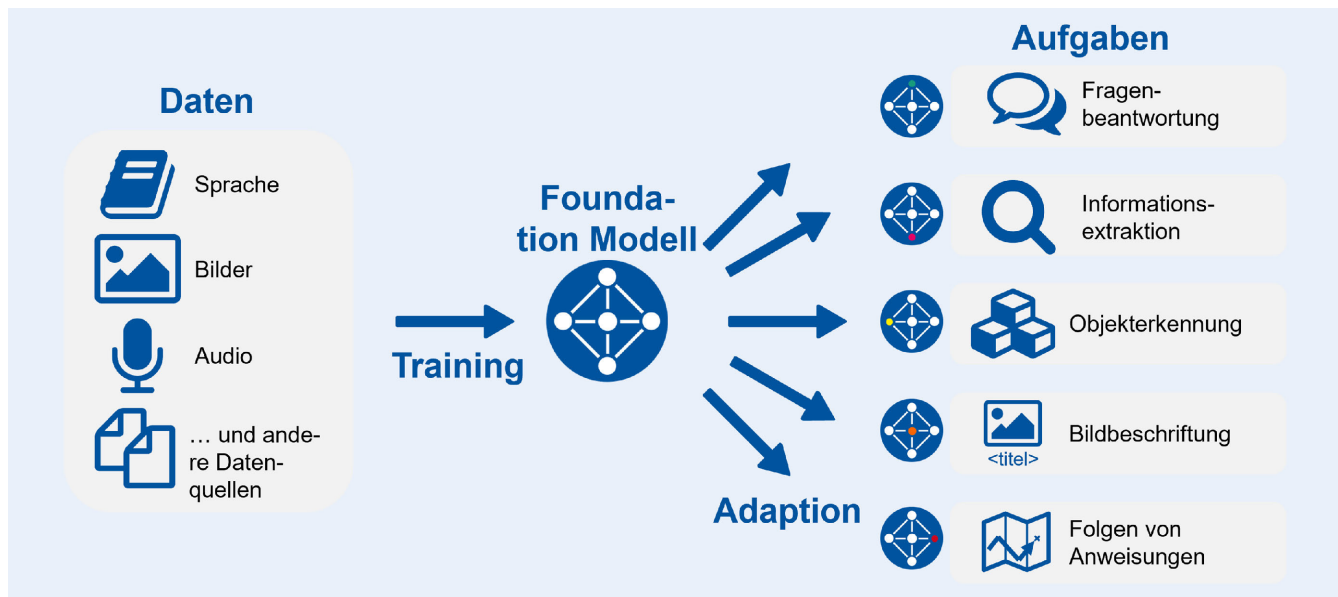 Daten
Sprache
Bilder
Audio
… und ande-
re Daten-
quellen
Training
Founda-
tion Modell
Adaption
Aufgaben
Fragen-
beantwortung
Informations-
extraktion
Objekterkennung
<titel>
Bildbeschriftung
Folgen von
Anweisungen